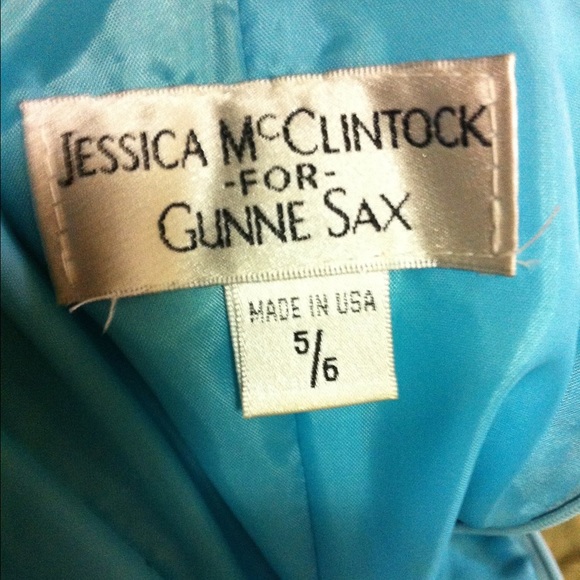 JESSICA MCCLINTOCK
-FOR-
GUNNE SAX
MADE IN USA
5/6